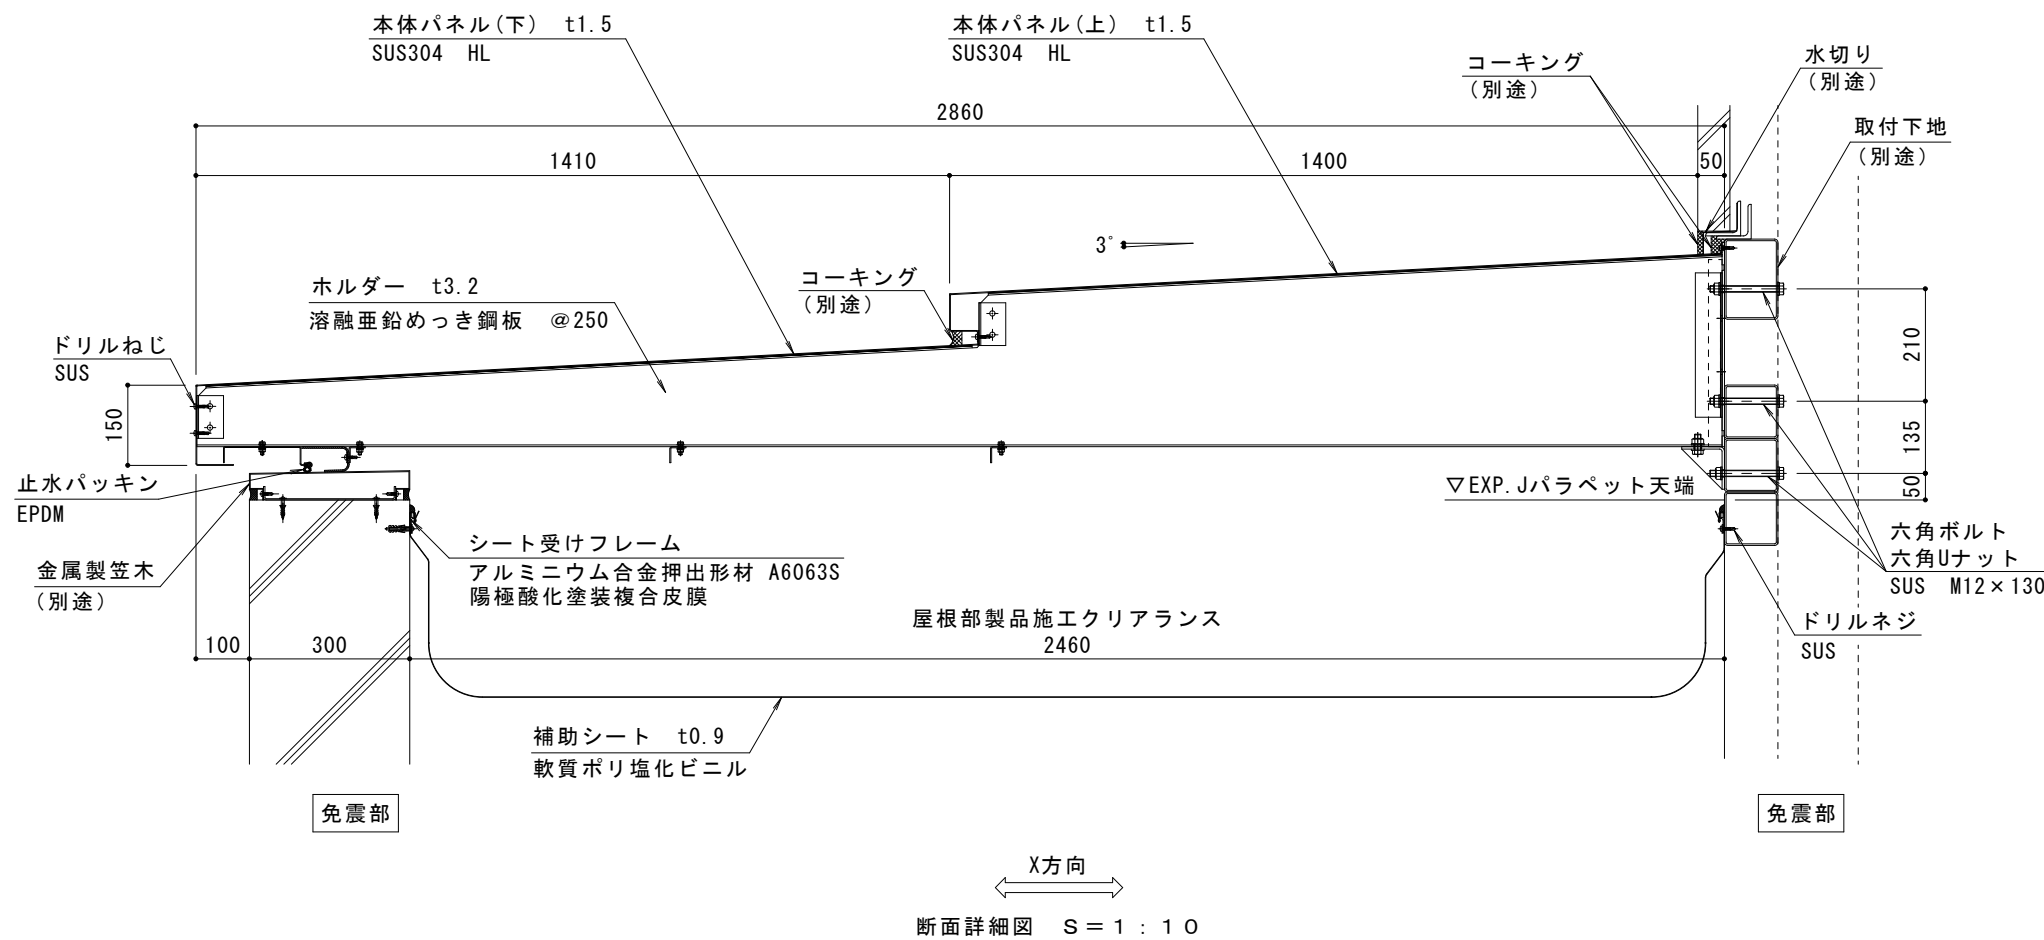 本体パネル(下) t1.5
SUS304 HL
本体パネル(上) t1.5
SUS304 HL
コーキング
(別途)
水切り
(別途)
2860
取付下地
(別途)
1410
1400
50
3°
コーキング
(別途)
ホルダー t3.2
溶融亜鉛めっき鋼板 @250
ドリルねじ
SUS
210
150
135
止水パッキン
EPDM
▽EXP.Jパラペット天端
50
シート受けフレーム
アルミニウム合金押出形材 A6063S
陽極酸化塗装複合皮膜
六角ボルト
六角Uナット
SUS M12×130
金属製笠木
(別途)
屋根部製品施工クリアランス
ドリルネジ
SUS
100
300
2460
補助シート t0.9
軟質ポリ塩化ビニル
免震部
免震部
X方向
断面詳細図 S=1:10